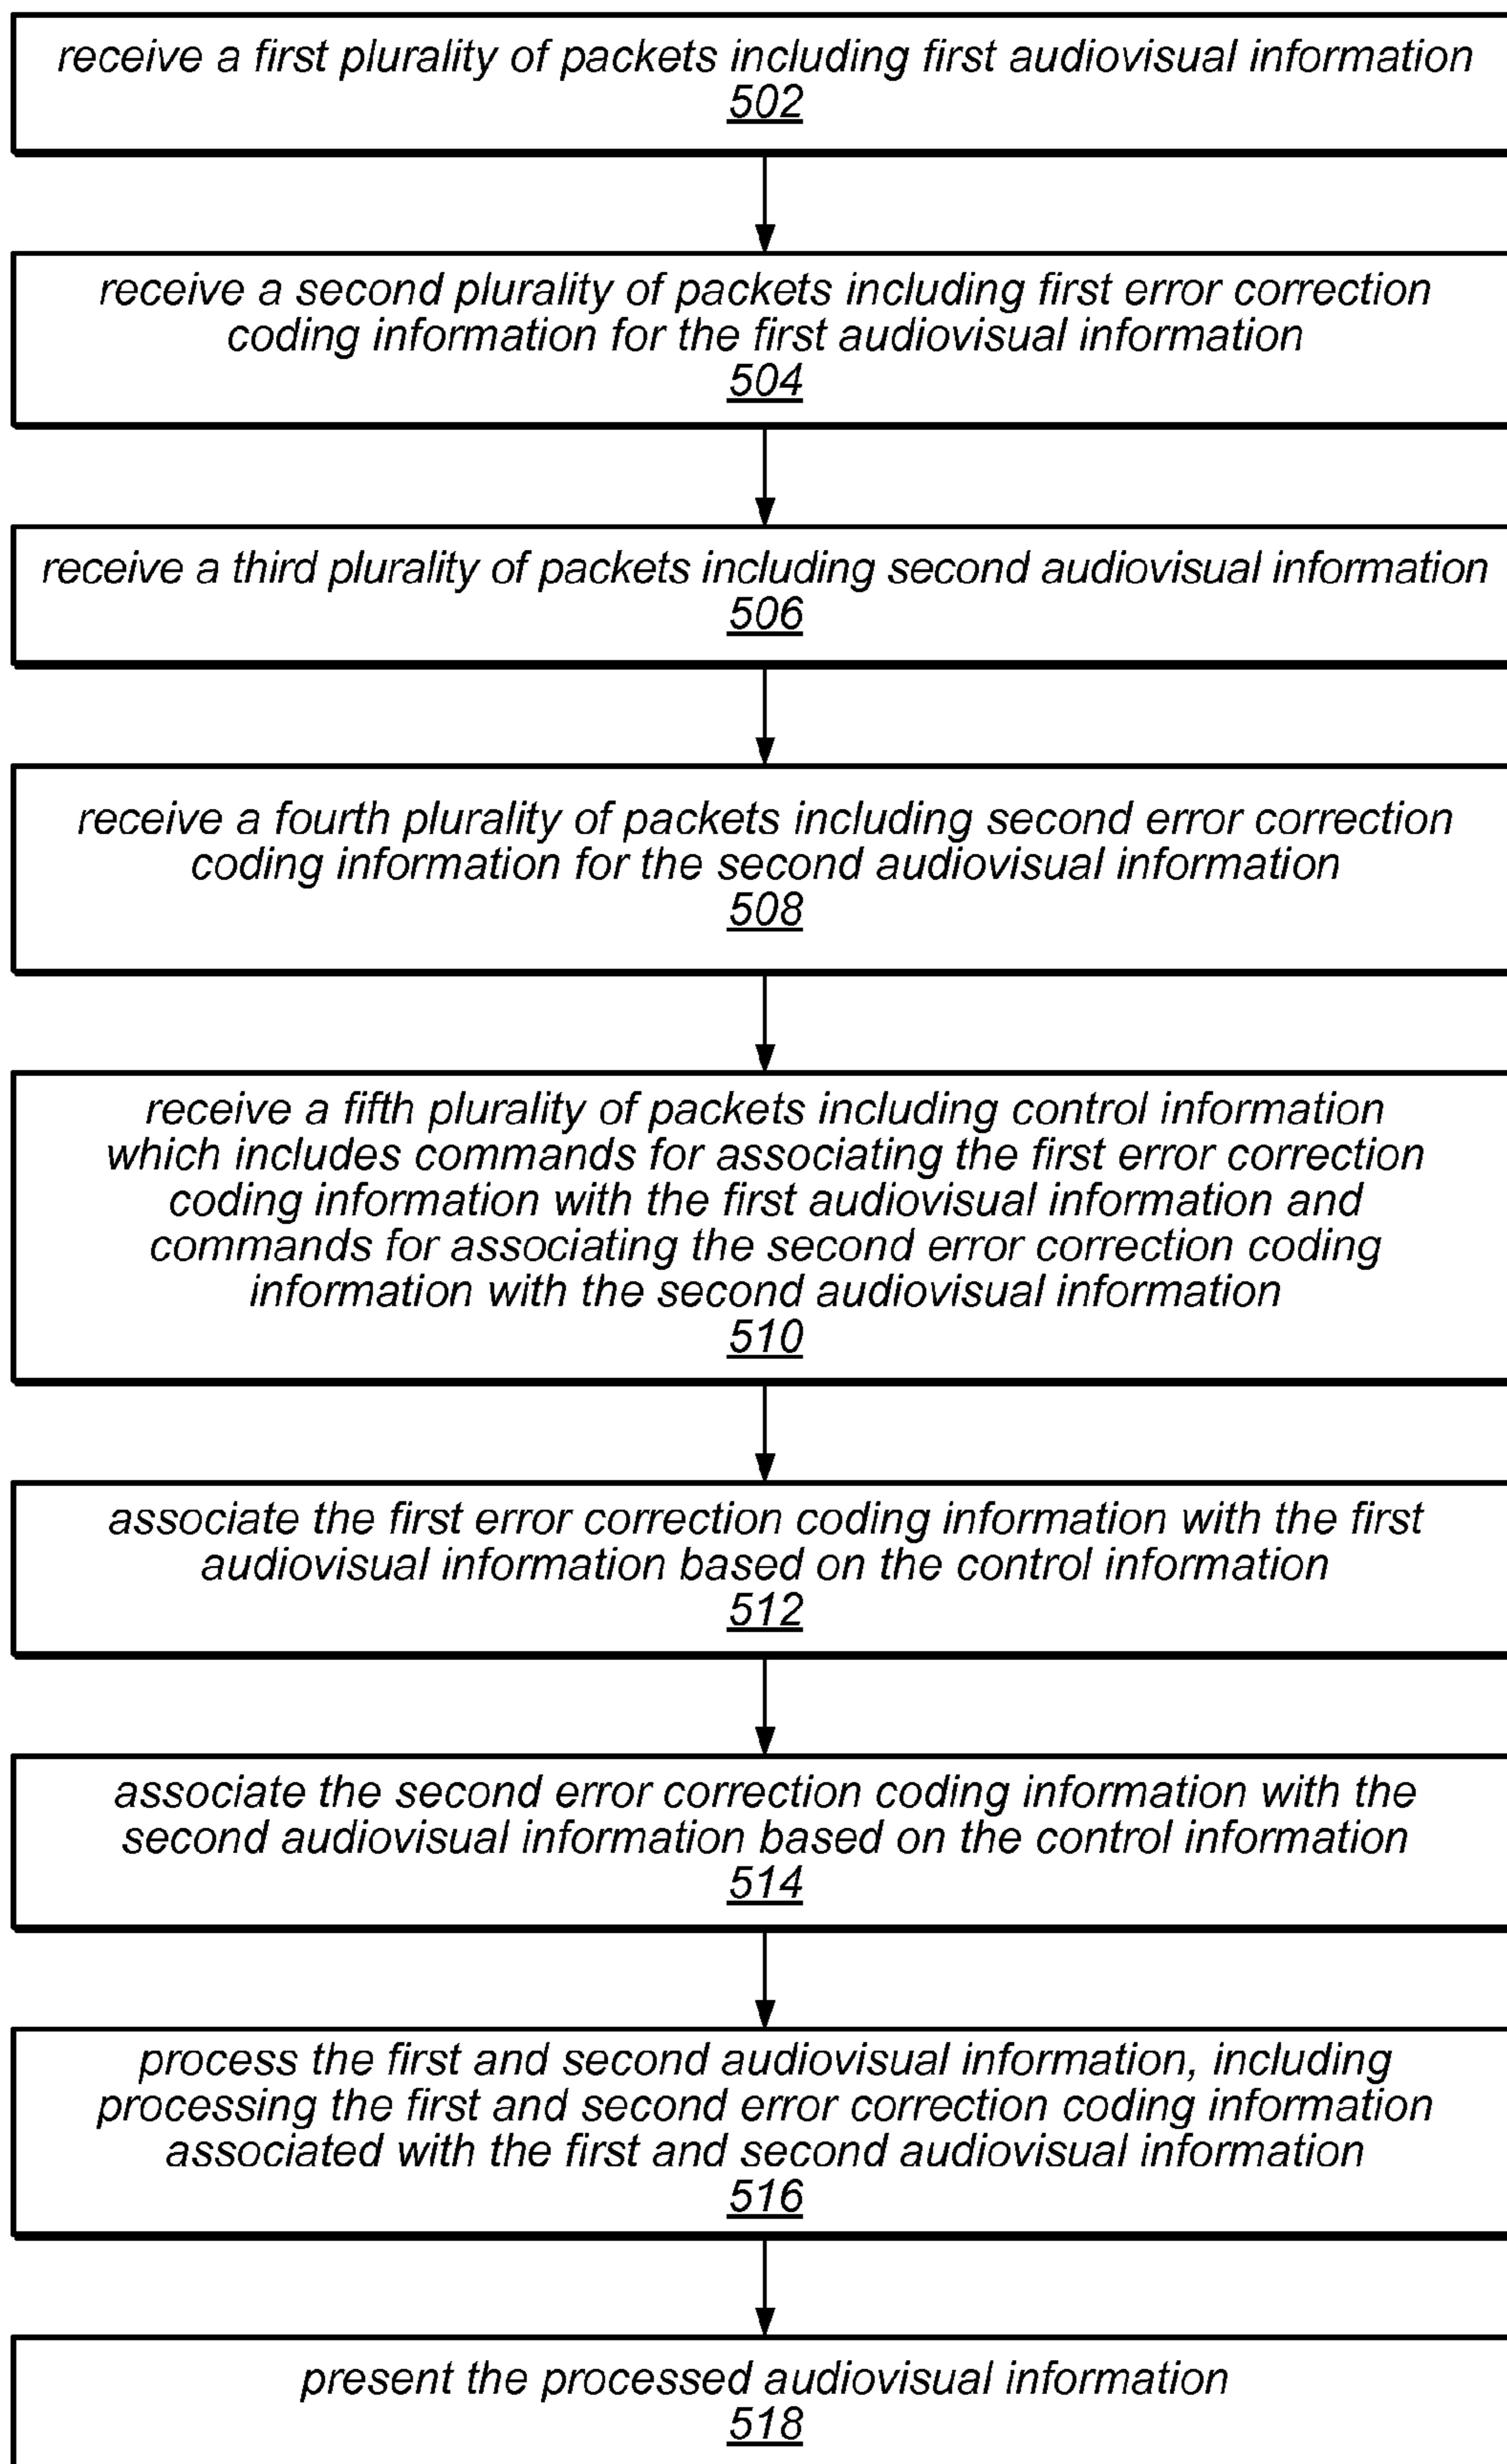 receive a first plurality of packets including first audiovisual information
502
receive a second plurality of packets including first error correction
coding information for the first audiovisual information
504
receive a third plurality of packets including second audiovisual information
506
receive a fourth plurality of packets including second error correction
coding information for the second audiovisual information
508
receive a fifth plurality of packets including control information
which includes commands for associating the first error correction
coding information with the first audiovisual information and
commands for associating the second error correction coding
information with the second audiovisual information
510
associate the first error correction coding information with the first
audiovisual information based on the control information
512
associate the second error correction coding information with the
second audiovisual information based on the control information
514
process the first and second audiovisual information, including
processing the first and second error correction coding information
associated with the first and second audiovisual information
516
present the processed audiovisual information
518